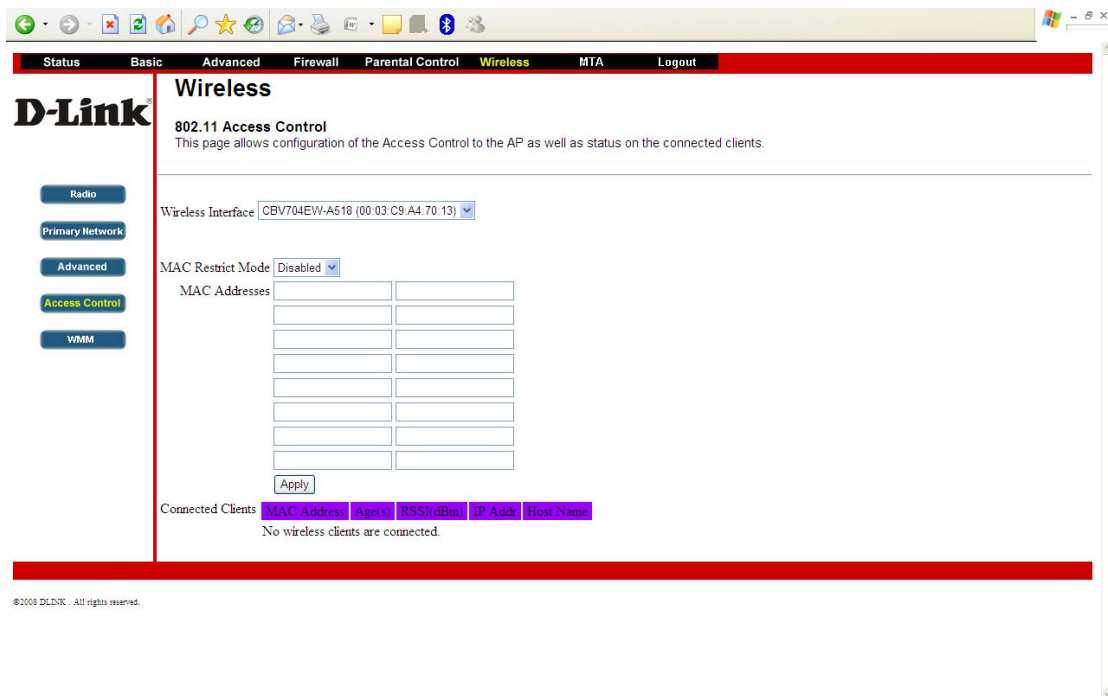 Status Basic Advanced Firewall Parental Control Wireless MTA Logout
D-Link
Wireless
802.11 Access Control
This page allows configuration of the Access Control to the AP as well as status on the connected clients.
Radio
Primary Network
Advanced
Access Control
WMM
Wireless Interface CBV704EW-A518 (00:03:C9:A4:70:13)
MAC Restrict Mode Disabled
MAC Addresses
Apply
Connected Clients MAC Address Age(s) RSSI(dBm) IP Addr Host Name
No wireless clients are connected.
©2008 DLINK . All rights reserved.